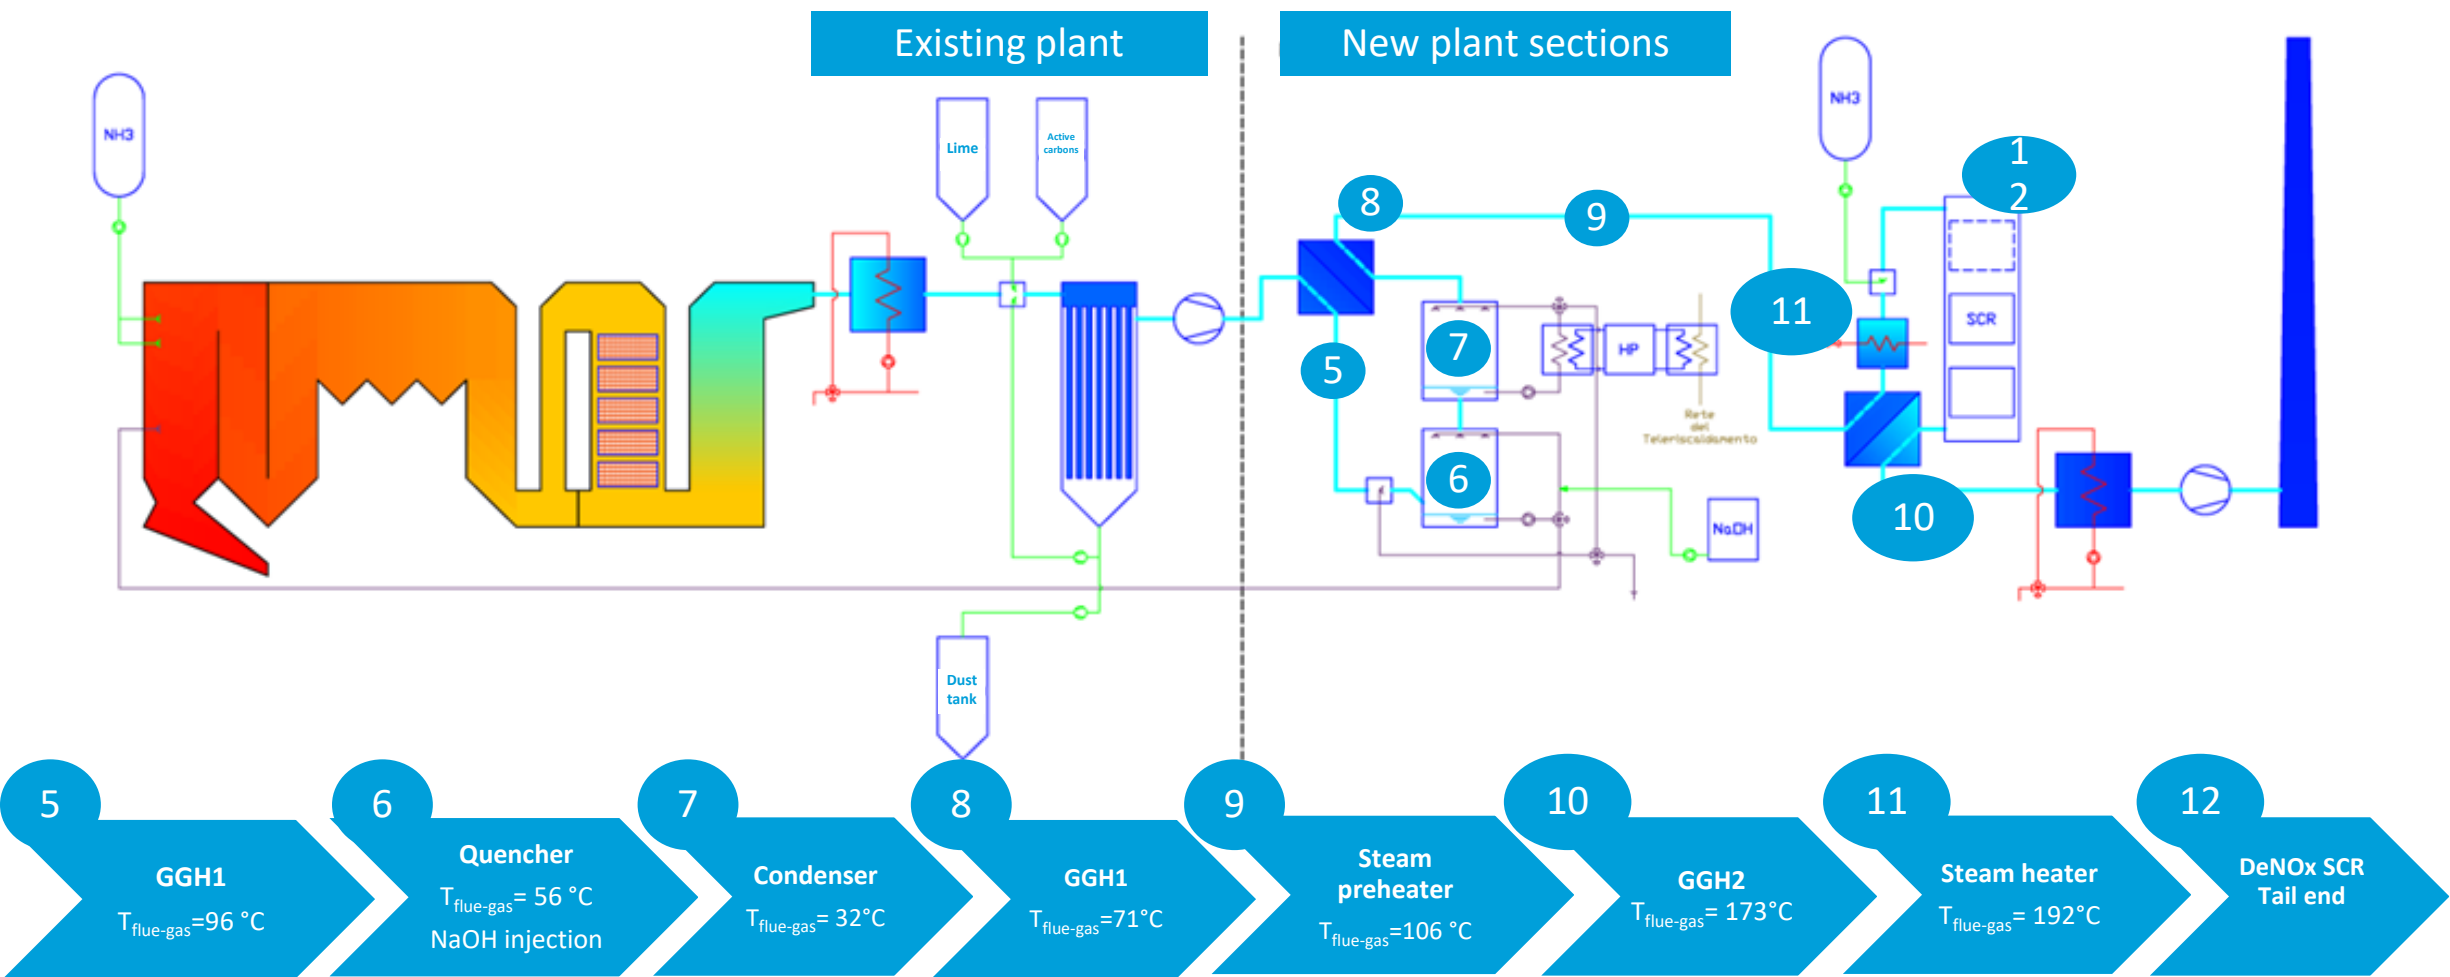 Existing plant
New plant sections
NH3
Lime
Active
carbons
NH3
1
2
8
9
11
SCR
7
HP
5
Rete
del
Teleriscaldamento
6
10
NaOH
Dust
tank
5
GGH1
Tflue-gas=96 °C
6
Quencher
Tflue-gas= 56 °C
NaOH injection
7
Condenser
Tflue-gas= 32°C
8
GGH1
Tflue-gas=71°C
9
Steam
preheater
Tflue-gas=106 °C
10
GGH2
Tflue-gas= 173°C
11
Steam heater
Tflue-gas= 192°C
12
DeNOx SCR
Tail end